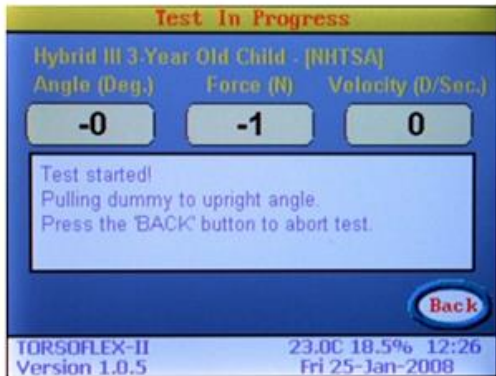 Test In Progress
Hybrid III 3-Year Old Child - [NHTSA]
Angle (Deg.) Force (N) Velocity (D/Sec.)
-0 -1 0
Test started!
Pulling dummy to upright angle.
Press the 'BACK' button to abort test.
Back
TORSOFLEX-II 23.0C 18.5% 12:26
Version 1.0.5 Fri 25-Jan-2008